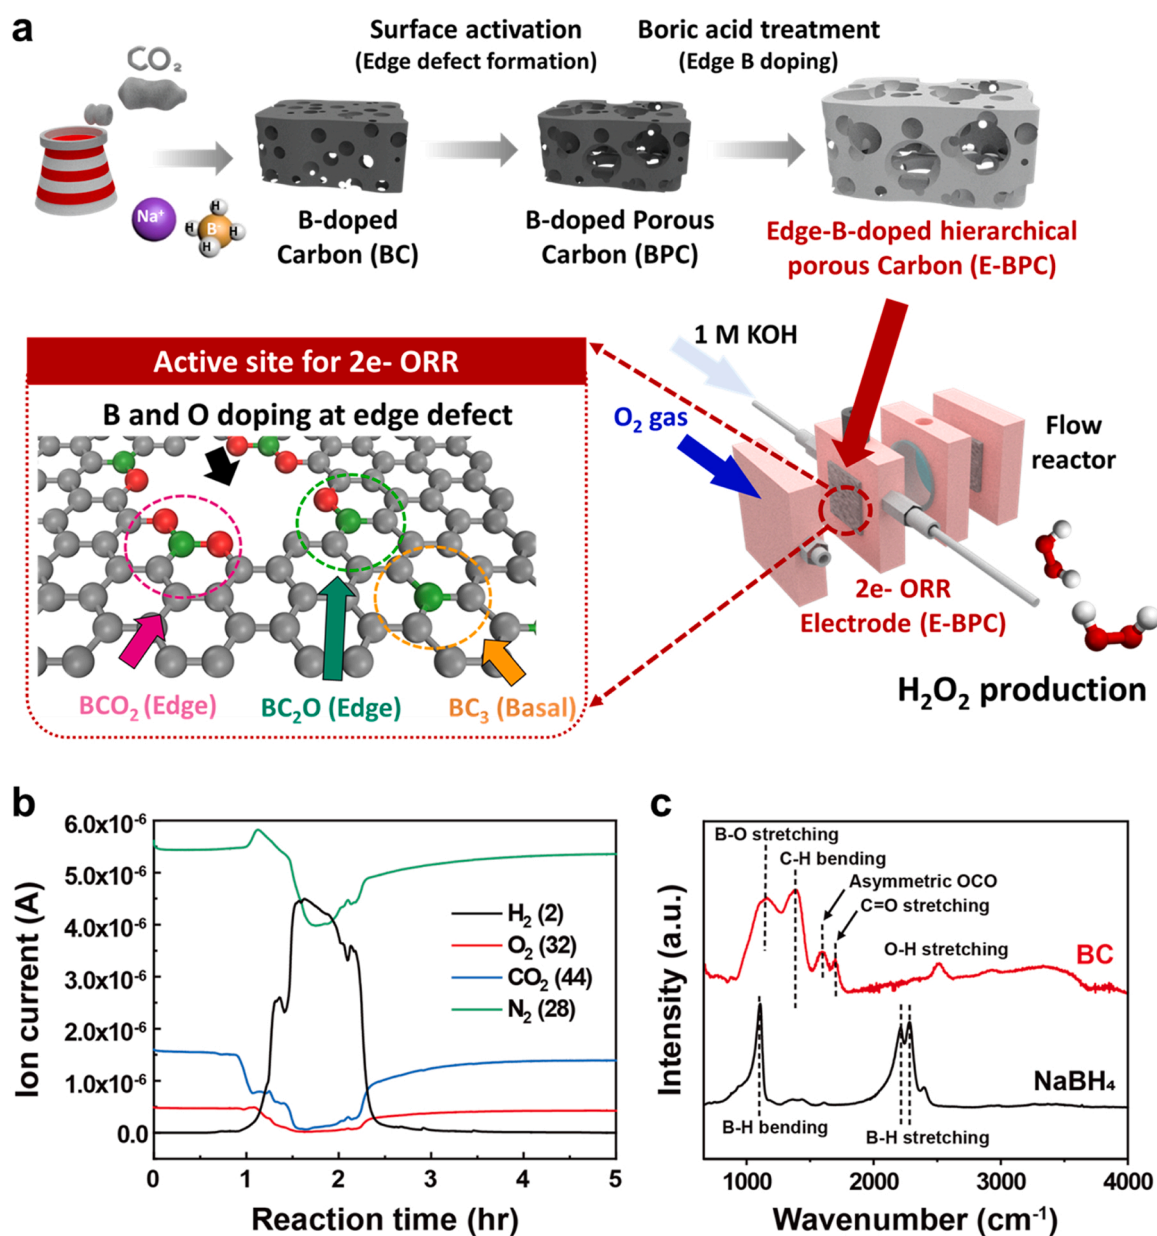 a
Surface activation
(Edge defect formation)
Boric acid treatment
(Edge B doping)
CO2
Na+
H
H
B-
H
H
B-doped
Carbon (BC)
B-doped Porous
Carbon (BPC)
Edge-B-doped hierarchical
porous Carbon (E-BPC)
Active site for 2e- ORR
B and O doping at edge defect
BCO2 (Edge)
BC2O (Edge)
BC3 (Basal)
1 M KOH
O2 gas
Flow
reactor
2e- ORR
Electrode (E-BPC)
H2O2 production
b
Ion current (A)
6.0x10-6
5.0x10-6
4.0x10-6
3.0x10-6
2.0x10-6
1.0x10-6
0.0
H2 (2)
O2 (32)
CO2 (44)
N2 (28)
0 1 2 3 4 5
Reaction time (hr)
c
Intensity (a.u.)
B-O stretching
C-H bending
Asymmetric OCO
C=O stretching
O-H stretching
BC
NaBH4
B-H bending
B-H stretching
1000 2000 3000 4000
Wavenumber (cm-1)